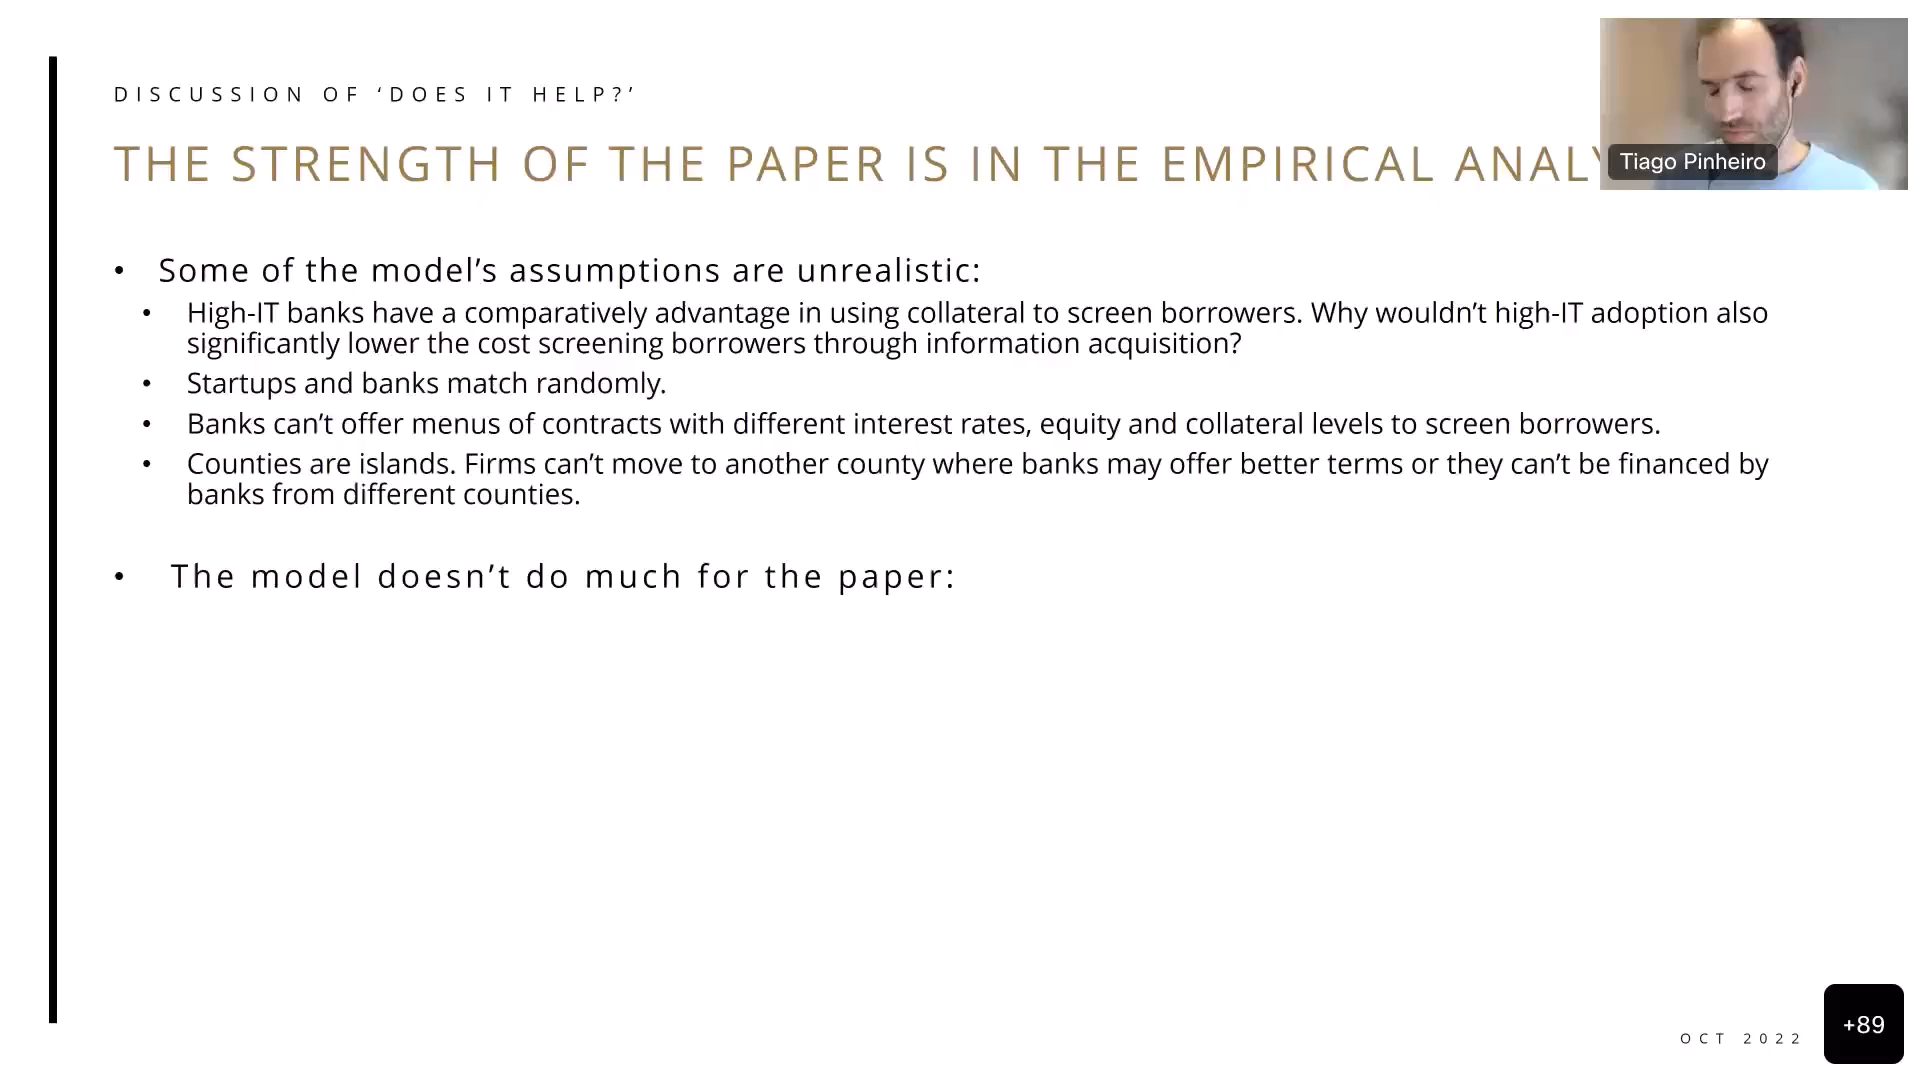 DISCUSSION OF ‘DOES IT HELP?’
THE STRENGTH OF THE PAPER IS IN THE EMPIRICAL ANALY
Tiago Pinheiro
• Some of the model’s assumptions are unrealistic:
• High-IT banks have a comparatively advantage in using collateral to screen borrowers. Why wouldn’t high-IT adoption also
significantly lower the cost screening borrowers through information acquisition?
• Startups and banks match randomly.
• Banks can’t offer menus of contracts with different interest rates, equity and collateral levels to screen borrowers.
• Counties are islands. Firms can’t move to another county where banks may offer better terms or they can’t be financed by
banks from different counties.
• The model doesn’t do much for the paper:
OCT 2022
+89